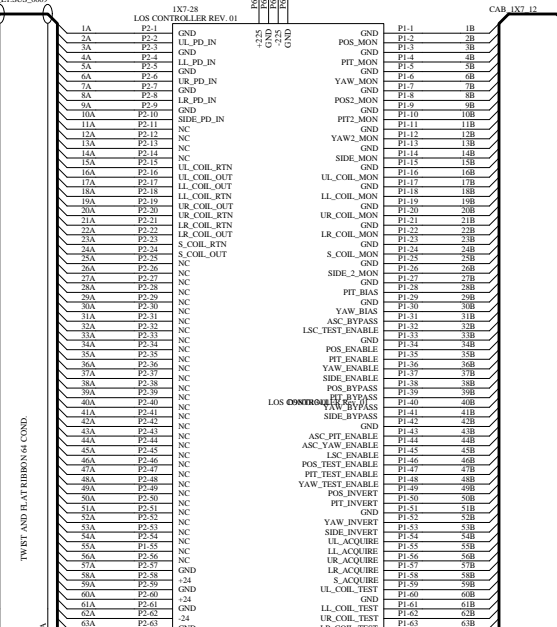 1X7-28
LOS CONTROLLER REV. 01
CAB_1X7_12
+225
GND
-225
GND
1A P2-1 GND GND P1-1 1B
2A P2-2 UL_PD_IN POS_MON P1-2 2B
3A P2-3 GND GND P1-3 3B
4A P2-4 LL_PD_IN PIT_MON P1-4 4B
5A P2-5 GND GND P1-5 5B
6A P2-6 UR_PD_IN YAW_MON P1-6 6B
7A P2-7 GND GND P1-7 7B
8A P2-8 LR_PD_IN POS2_MON P1-8 8B
9A P2-9 GND GND P1-9 9B
10A P2-10 SIDE_PD_IN PIT2_MON P1-10 10B
11A P2-11 NC GND P1-11 11B
12A P2-12 NC YAW2_MON P1-12 12B
13A P2-13 NC GND P1-13 13B
14A P2-14 NC SIDE_MON P1-14 14B
15A P2-15 UL_COIL_RTN GND P1-15 15B
16A P2-16 UL_COIL_OUT UL_COIL_MON P1-16 16B
17A P2-17 LL_COIL_OUT GND P1-17 17B
18A P2-18 LL_COIL_RTN LL_COIL_MON P1-18 18B
19A P2-19 UR_COIL_OUT GND P1-19 19B
20A P2-20 UR_COIL_RTN UR_COIL_MON P1-20 20B
21A P2-21 LR_COIL_RTN GND P1-21 21B
22A P2-22 LR_COIL_OUT LR_COIL_MON P1-22 22B
23A P2-23 S_COIL_RTN GND P1-23 23B
24A P2-24 S_COIL_OUT S_COIL_MON P1-24 24B
25A P2-25 NC GND P1-25 25B
26A P2-26 NC SIDE_2_MON P1-26 26B
27A P2-27 NC GND P1-27 27B
28A P2-28 NC PIT_BIAS P1-28 28B
29A P2-29 NC GND P1-29 29B
30A P2-30 NC YAW_BIAS P1-30 30B
31A P2-31 NC ASC_BYPASS P1-31 31B
32A P2-32 NC LSC_TEST_ENABLE P1-32 32B
33A P2-33 NC GND P1-33 33B
34A P2-34 NC POS_ENABLE P1-34 34B
35A P2-35 NC PIT_ENABLE P1-35 35B
36A P2-36 NC YAW_ENABLE P1-36 36B
37A P2-37 NC SIDE_ENABLE P1-37 37B
38A P2-38 NC POS_BYPASS P1-38 38B
39A P2-39 NC PIT_BYPASS P1-39 39B
40A P2-40 NC YAW_BYPASS P1-40 40B
41A P2-41 NC SIDE_BYPASS P1-41 41B
42A P2-42 NC GND P1-42 42B
43A P2-43 NC ASC_PIT_ENABLE P1-43 43B
44A P2-44 NC ASC_YAW_ENABLE P1-44 44B
45A P2-45 NC LSC_ENABLE P1-45 45B
46A P2-46 NC POS_TEST_ENABLE P1-46 46B
47A P2-47 NC PIT_TEST_ENABLE P1-47 47B
48A P2-48 NC YAW_TEST_ENABLE P1-48 48B
49A P2-49 NC POS_INVERT P1-49 49B
50A P2-50 NC PIT_INVERT P1-50 50B
51A P2-51 NC GND P1-51 51B
52A P2-52 NC YAW_INVERT P1-52 52B
53A P2-53 NC SIDE_INVERT P1-53 53B
54A P2-54 NC UL_ACQUIRE P1-54 54B
55A P1-55 NC LL_ACQUIRE P1-55 55B
56A P2-56 NC UR_ACQUIRE P1-56 56B
57A P2-57 GND LR_ACQUIRE P1-57 57B
58A P2-58 +24 S_ACQUIRE P1-58 58B
59A P2-59 GND UL_COIL_TEST P1-59 59B
60A P2-60 +24 GND P1-60 60B
61A P2-61 GND LL_COIL_TEST P1-61 61B
62A P2-62 -24 UR_COIL_TEST P1-62 62B
63A P2-63 P1-63 63B
TWIST AND FLAT RIBBON 64 COND.